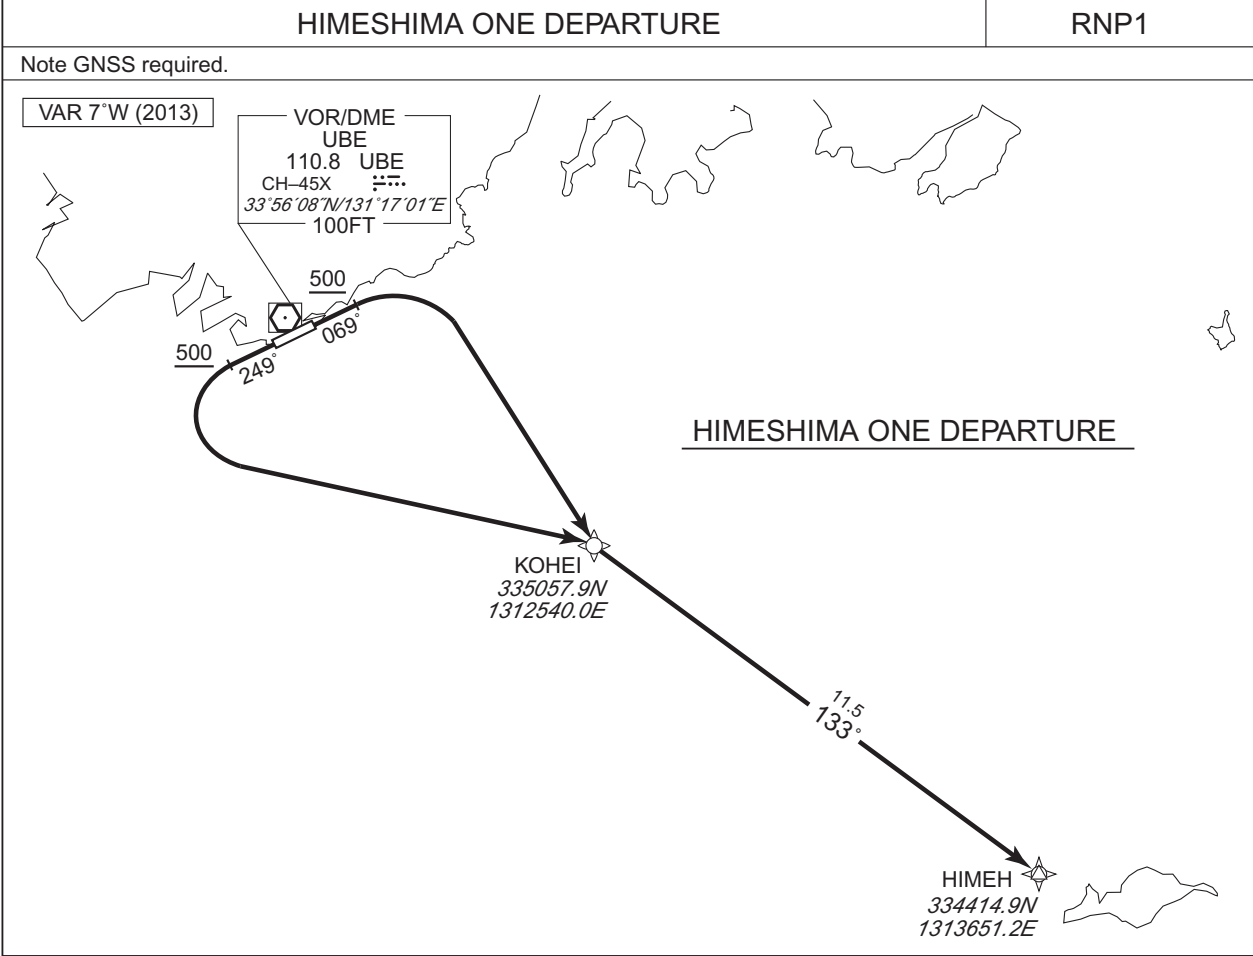 HIMESHIMA ONE DEPARTURE
RNP1
Note GNSS required.
VAR 7°W (2013)
VOR/DME
UBE
110.8 UBE
CH–45X
33°56′08″N/131°17′01″E
100FT
500
069°
500
249°
HIMESHIMA ONE DEPARTURE
KOHEI
335057.9N
1312540.0E
11.5
133°
HIMEH
334414.9N
1313651.2E